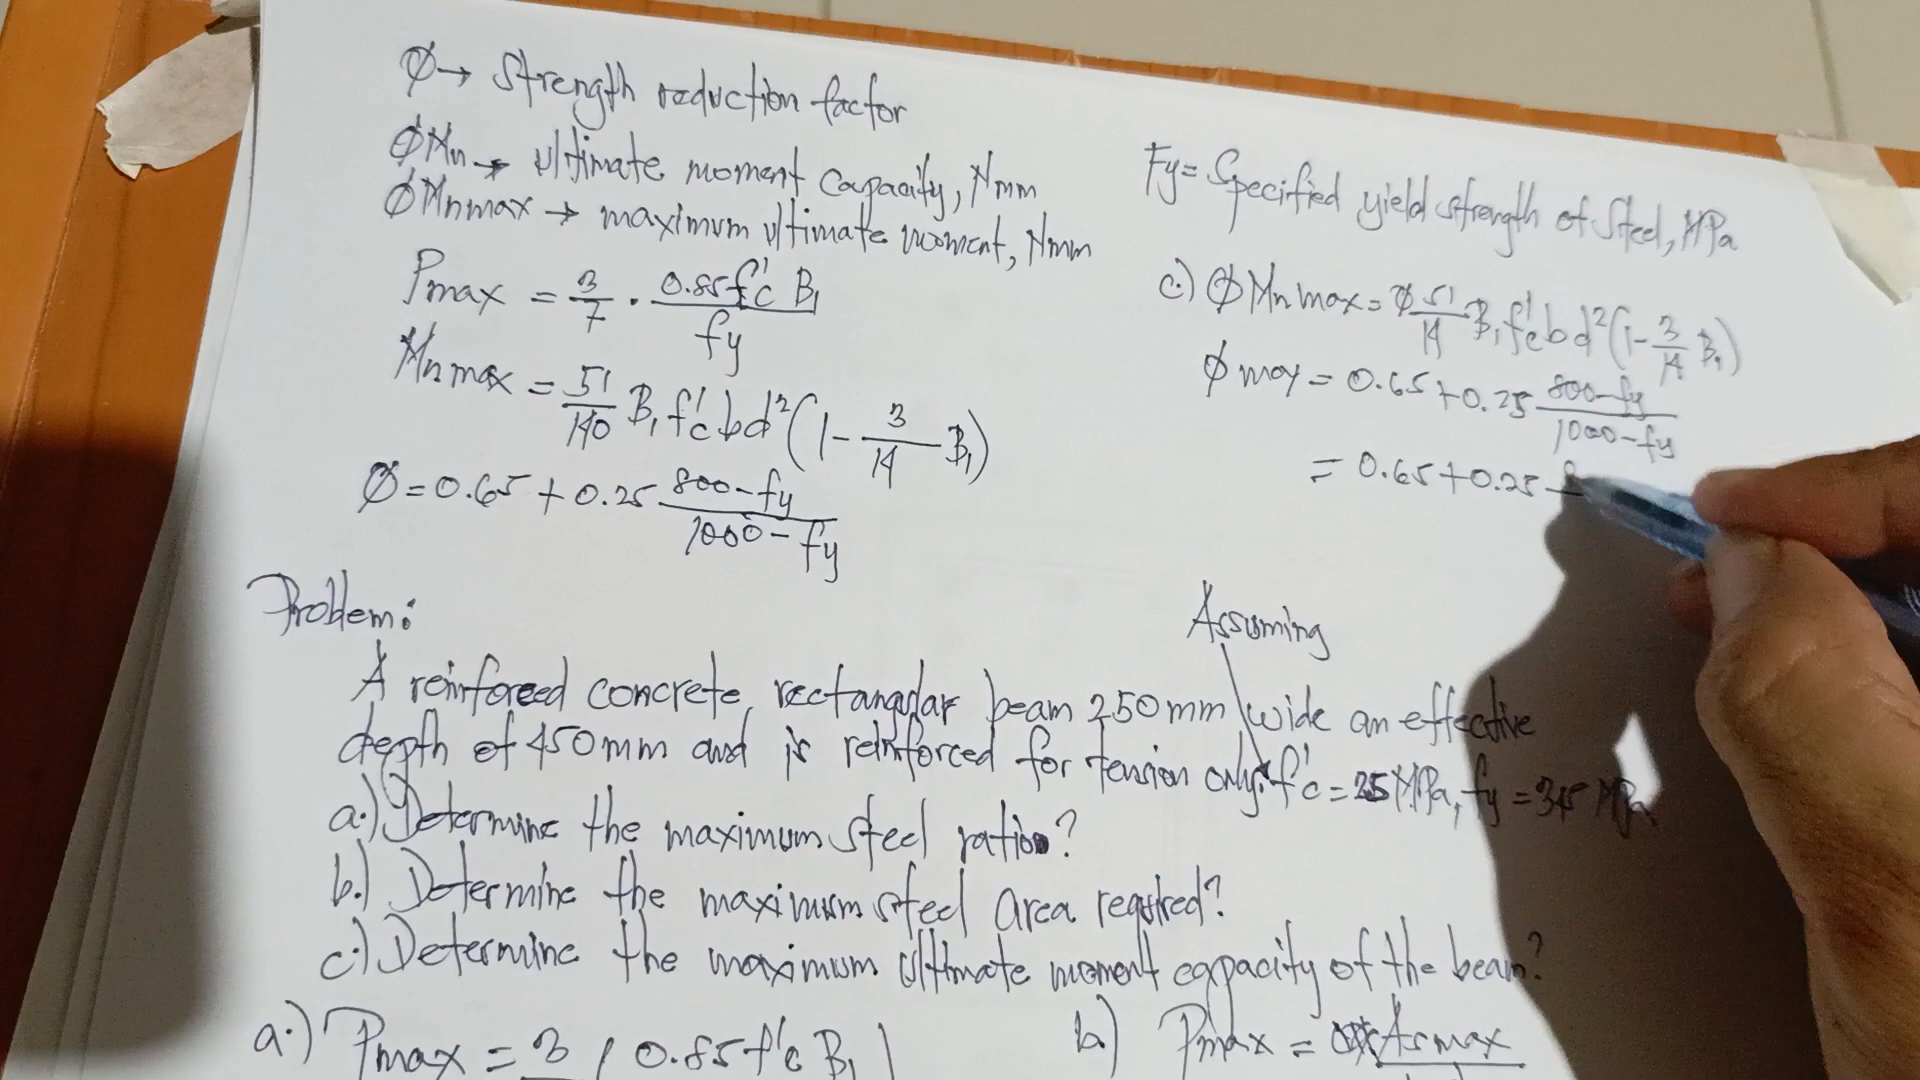 Ø → Strength reduction factor
ØMn → ultimate moment capacity, Nmm
ØMnmax → maximum ultimate moment, Nmm
Pmax = 3/7 · 0.85f'c B₁ / fy
Mn max = 51/140 B₁ f'c bd² (1 - 3/14 B₁)
Ø = 0.65 + 0.25 800-fy / 1000-fy
Fy = Specified yield strength of Steel, MPa
c.) Ø Mn max = Ø 51/14 B₁ f'c b d² (1 - 3/14 B₁)
Ø max = 0.65 + 0.25 800-fy / 1000-fy
= 0.65 + 0.25
Problem:
Assuming
A reinforced concrete rectangular beam 250mm wide an effective
depth of 450mm and is reinforced for tension only. f'c = 25 MPa, fy = 345 MPa
a.) Determine the maximum steel ratio?
b.) Determine the maximum steel area required?
c.) Determine the maximum ultimate moment capacity of the beam?
a.) Pmax = 3 ( 0.85 f'c B₁ )
b.) Pmax = Asmax